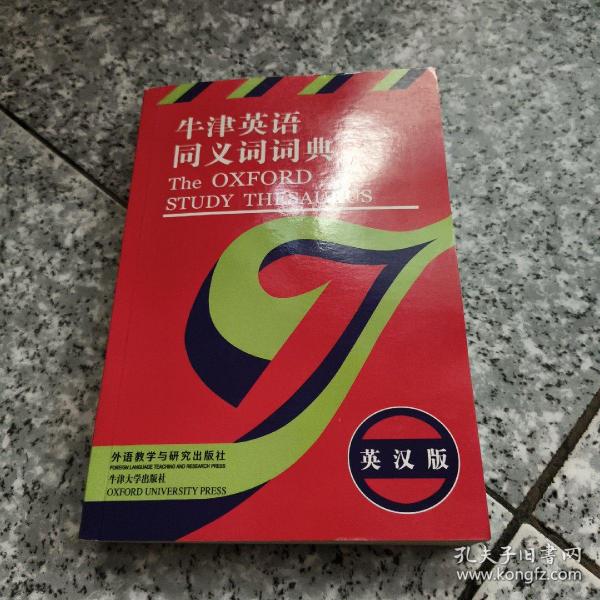 牛津英语
同义词词典
The OXFORD
STUDY THESAURUS
外语教学与研究出版社
FOREIGN LANGUAGE TEACHING AND RESEARCH PRESS
牛津大学出版社
OXFORD UNIVERSITY PRESS
英汉版
孔夫子旧书网
www.kongfz.com